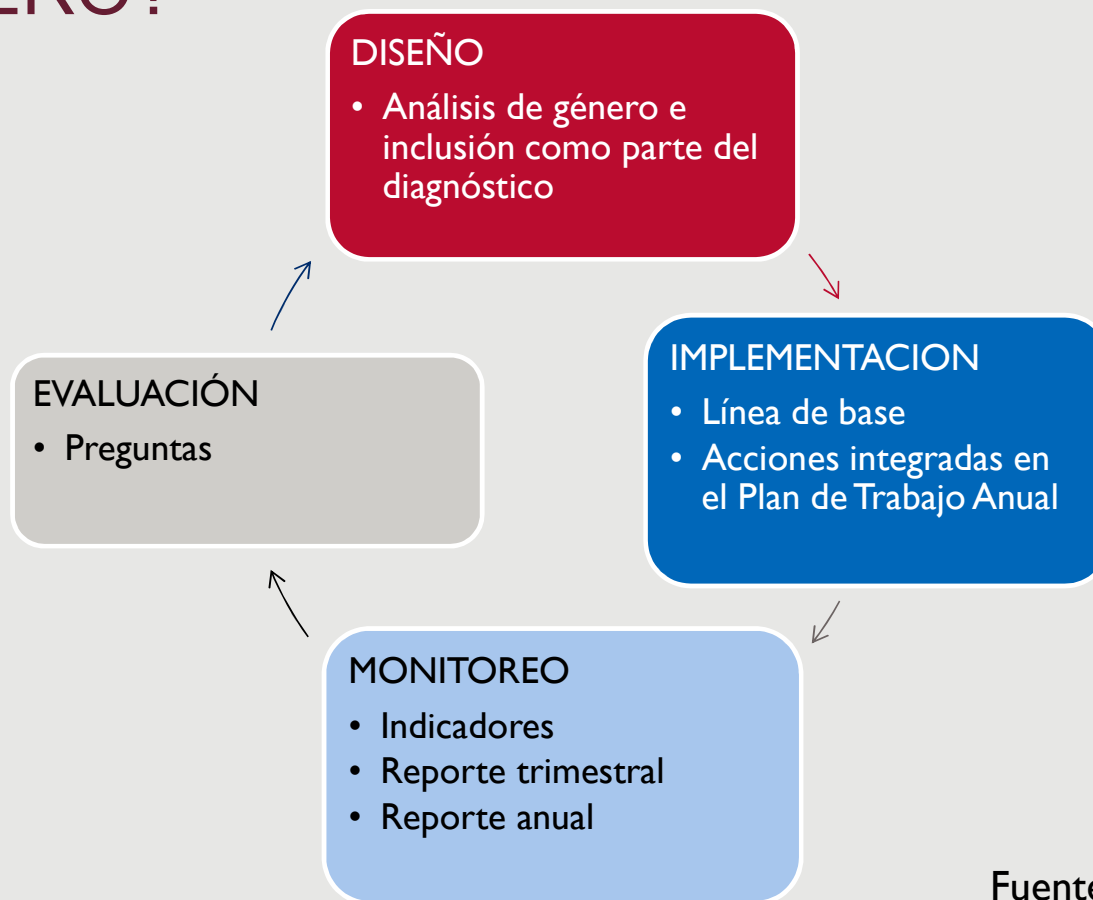 DISEÑO
• Análisis de género e
inclusión como parte del
diagnóstico
IMPLEMENTACION
• Línea de base
• Acciones integradas en
el Plan de Trabajo Anual
MONITOREO
• Indicadores
• Reporte trimestral
• Reporte anual
EVALUACIÓN
• Preguntas
Fuente